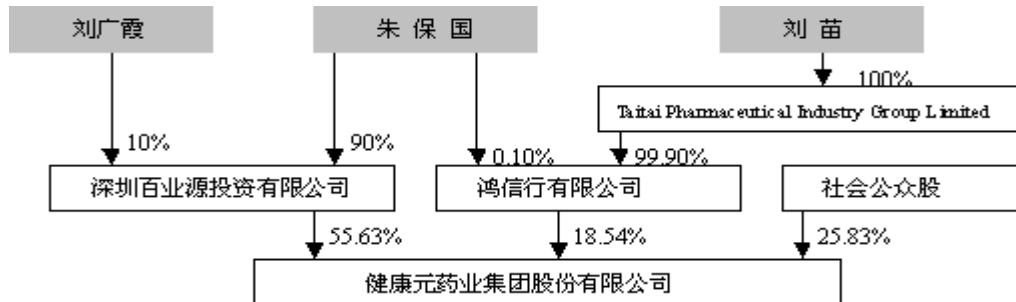 刘广霞
朱 保 国
刘 苗
100%
Taitai Pharmaceutical Industry Group Limited
10%
90%
0.10%
99.90%
深圳百业源投资有限公司
鸿信行有限公司
社会公众股
55.63%
18.54%
25.83%
健康元药业集团股份有限公司